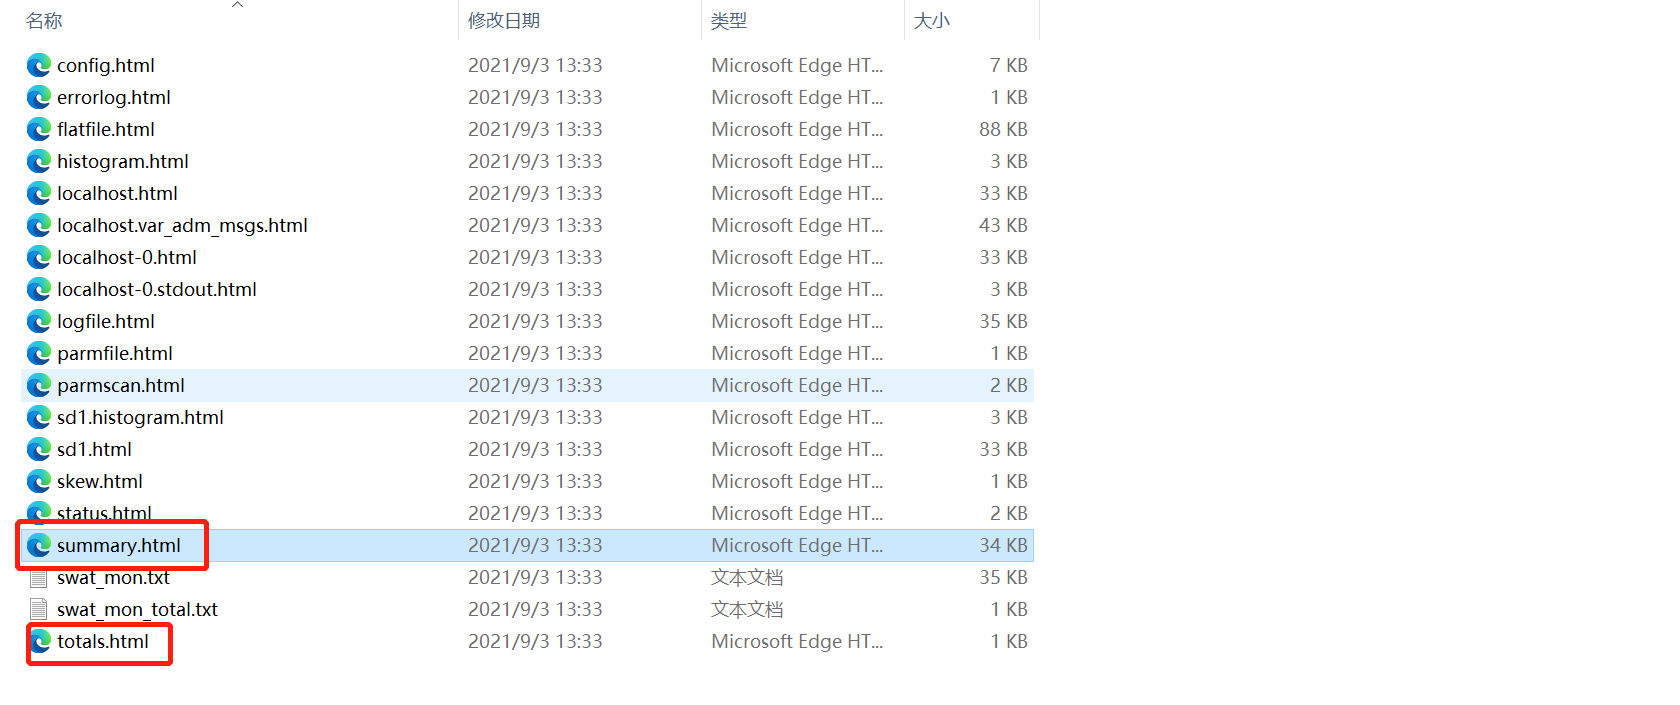 名称 修改日期 类型 大小
config.html 2021/9/3 13:33 Microsoft Edge HT... 7 KB
errorlog.html 2021/9/3 13:33 Microsoft Edge HT... 1 KB
flatfile.html 2021/9/3 13:33 Microsoft Edge HT... 88 KB
histogram.html 2021/9/3 13:33 Microsoft Edge HT... 3 KB
localhost.html 2021/9/3 13:33 Microsoft Edge HT... 33 KB
localhost.var_adm_msgs.html 2021/9/3 13:33 Microsoft Edge HT... 43 KB
localhost-0.html 2021/9/3 13:33 Microsoft Edge HT... 33 KB
localhost-0.stdout.html 2021/9/3 13:33 Microsoft Edge HT... 3 KB
logfile.html 2021/9/3 13:33 Microsoft Edge HT... 35 KB
parmfile.html 2021/9/3 13:33 Microsoft Edge HT... 1 KB
parmscan.html 2021/9/3 13:33 Microsoft Edge HT... 2 KB
sd1.histogram.html 2021/9/3 13:33 Microsoft Edge HT... 3 KB
sd1.html 2021/9/3 13:33 Microsoft Edge HT... 33 KB
skew.html 2021/9/3 13:33 Microsoft Edge HT... 1 KB
status.html 2021/9/3 13:33 Microsoft Edge HT... 2 KB
summary.html 2021/9/3 13:33 Microsoft Edge HT... 34 KB
swat_mon.txt 2021/9/3 13:33 文本文档 35 KB
swat_mon_total.txt 2021/9/3 13:33 文本文档 1 KB
totals.html 2021/9/3 13:33 Microsoft Edge HT... 1 KB